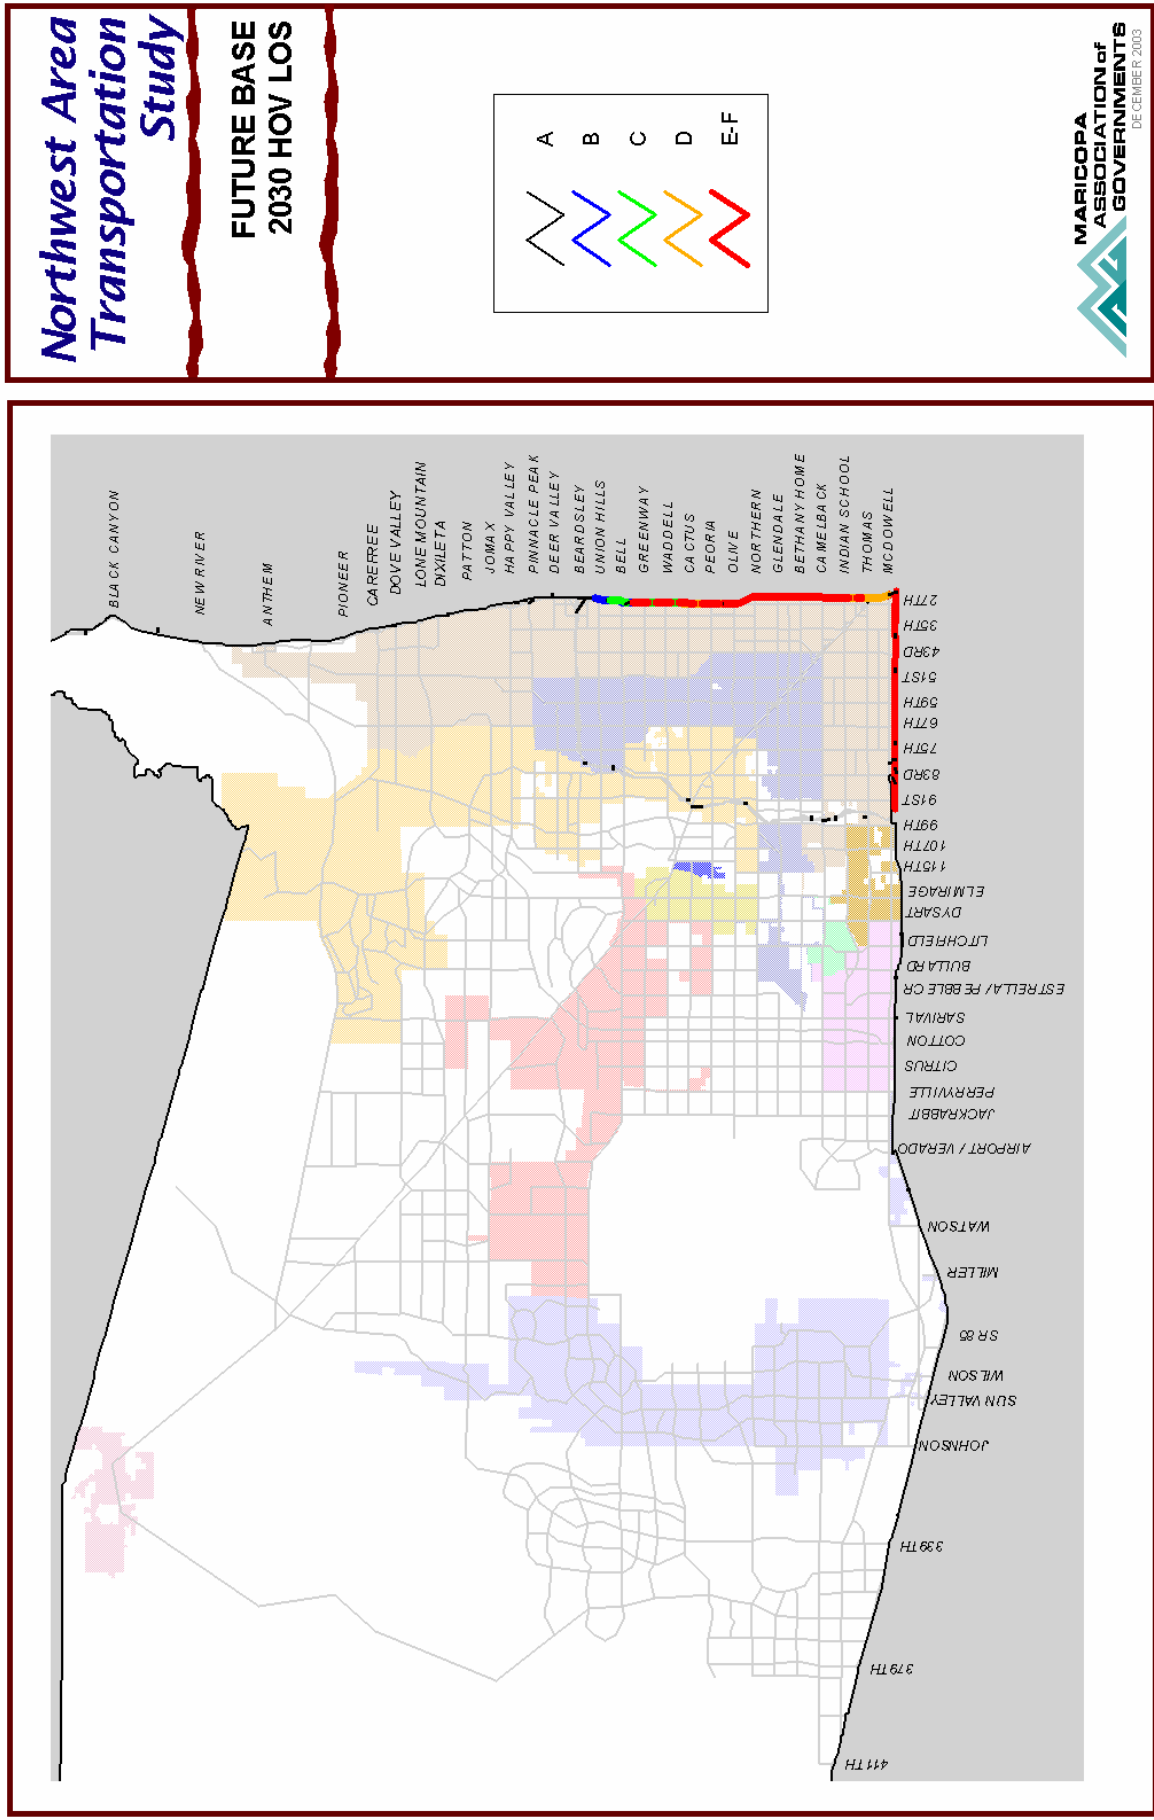 Northwest Area
Transportation
Study
FUTURE BASE
2030 HOV LOS
A
B
C
D
E-F
MARICOPA
ASSOCIATION of
GOVERNMENTS
DECEMBER 2003
BLACK CANYON
NEW RIVER
ANTHEM
PIONEER
CAREFREE
DOVE VALLEY
LONE MOUNTAIN
DIXILETA
PATTON
JOMAX
HAPPY VALLEY
PINNACLE PEAK
DEER VALLEY
BEARDSLEY
UNION HILLS
BELL
GREENWAY
WADDELL
CACTUS
PEORIA
OLIVE
NORTHERN
GLENDALE
BETHANY HOME
CAMELBACK
INDIAN SCHOOL
THOMAS
MCDOWELL
27TH
35TH
43RD
51ST
59TH
67TH
75TH
83RD
91ST
99TH
107TH
115TH
EL MIRAGE
DYSART
LITCHFIELD
BULLARD
ESTRELLA / PEBBLE CR
SARIVAL
COTTON
CITRUS
PERRYVILLE
JACKRABBIT
AIRPORT / VERADO
WATSON
MILLER
SR 85
WILSON
SUN VALLEY
JOHNSON
339TH
379TH
411TH